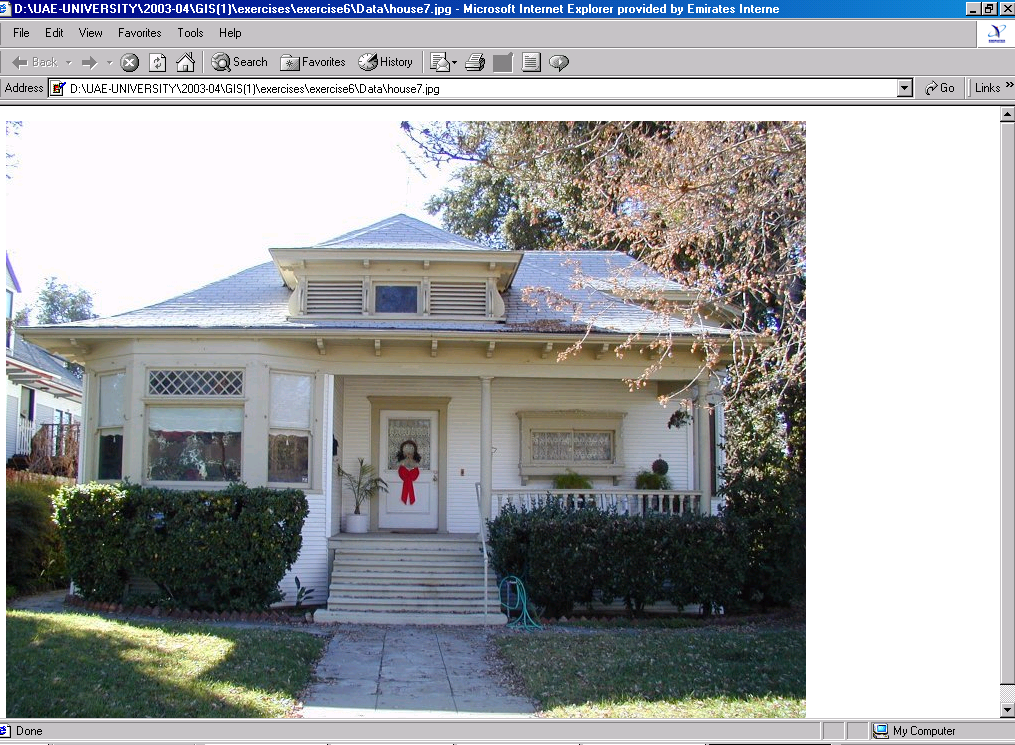 D:\UAE-UNIVERSITY\2003-04\GIS(1)\exercises\exercise6\Data\house7.jpg - Microsoft Internet Explorer provided by Emirates Interne
File Edit View Favorites Tools Help
Back Search Favorites History
Address D:\UAE-UNIVERSITY\2003-04\GIS(1)\exercises\exercise6\Data\house7.jpg Go Links »
Done My Computer